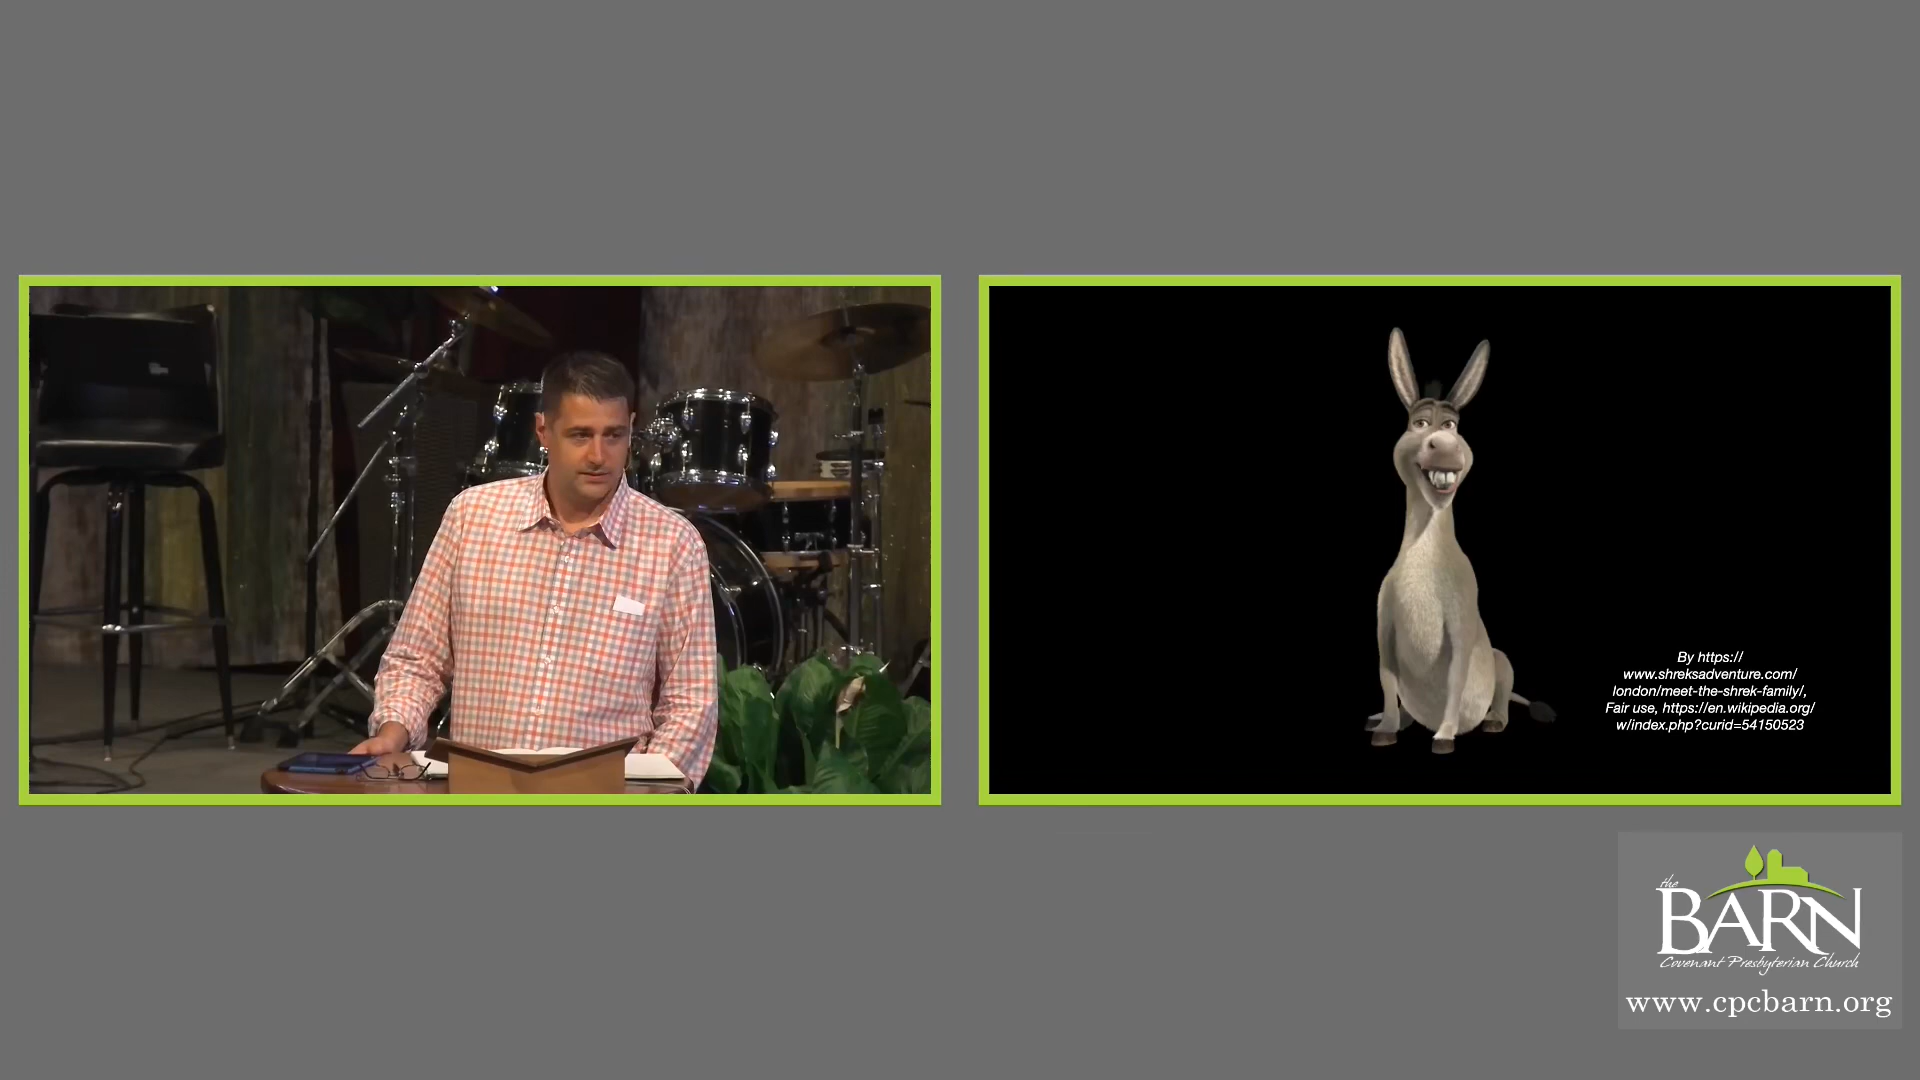 By https://
www.shreksadventure.com/
london/meet-the-shrek-family/,
Fair use, https://en.wikipedia.org/
w/index.php?curid=54150523
the
BARN
Covenant Presbyterian Church
www.cpcbarn.org